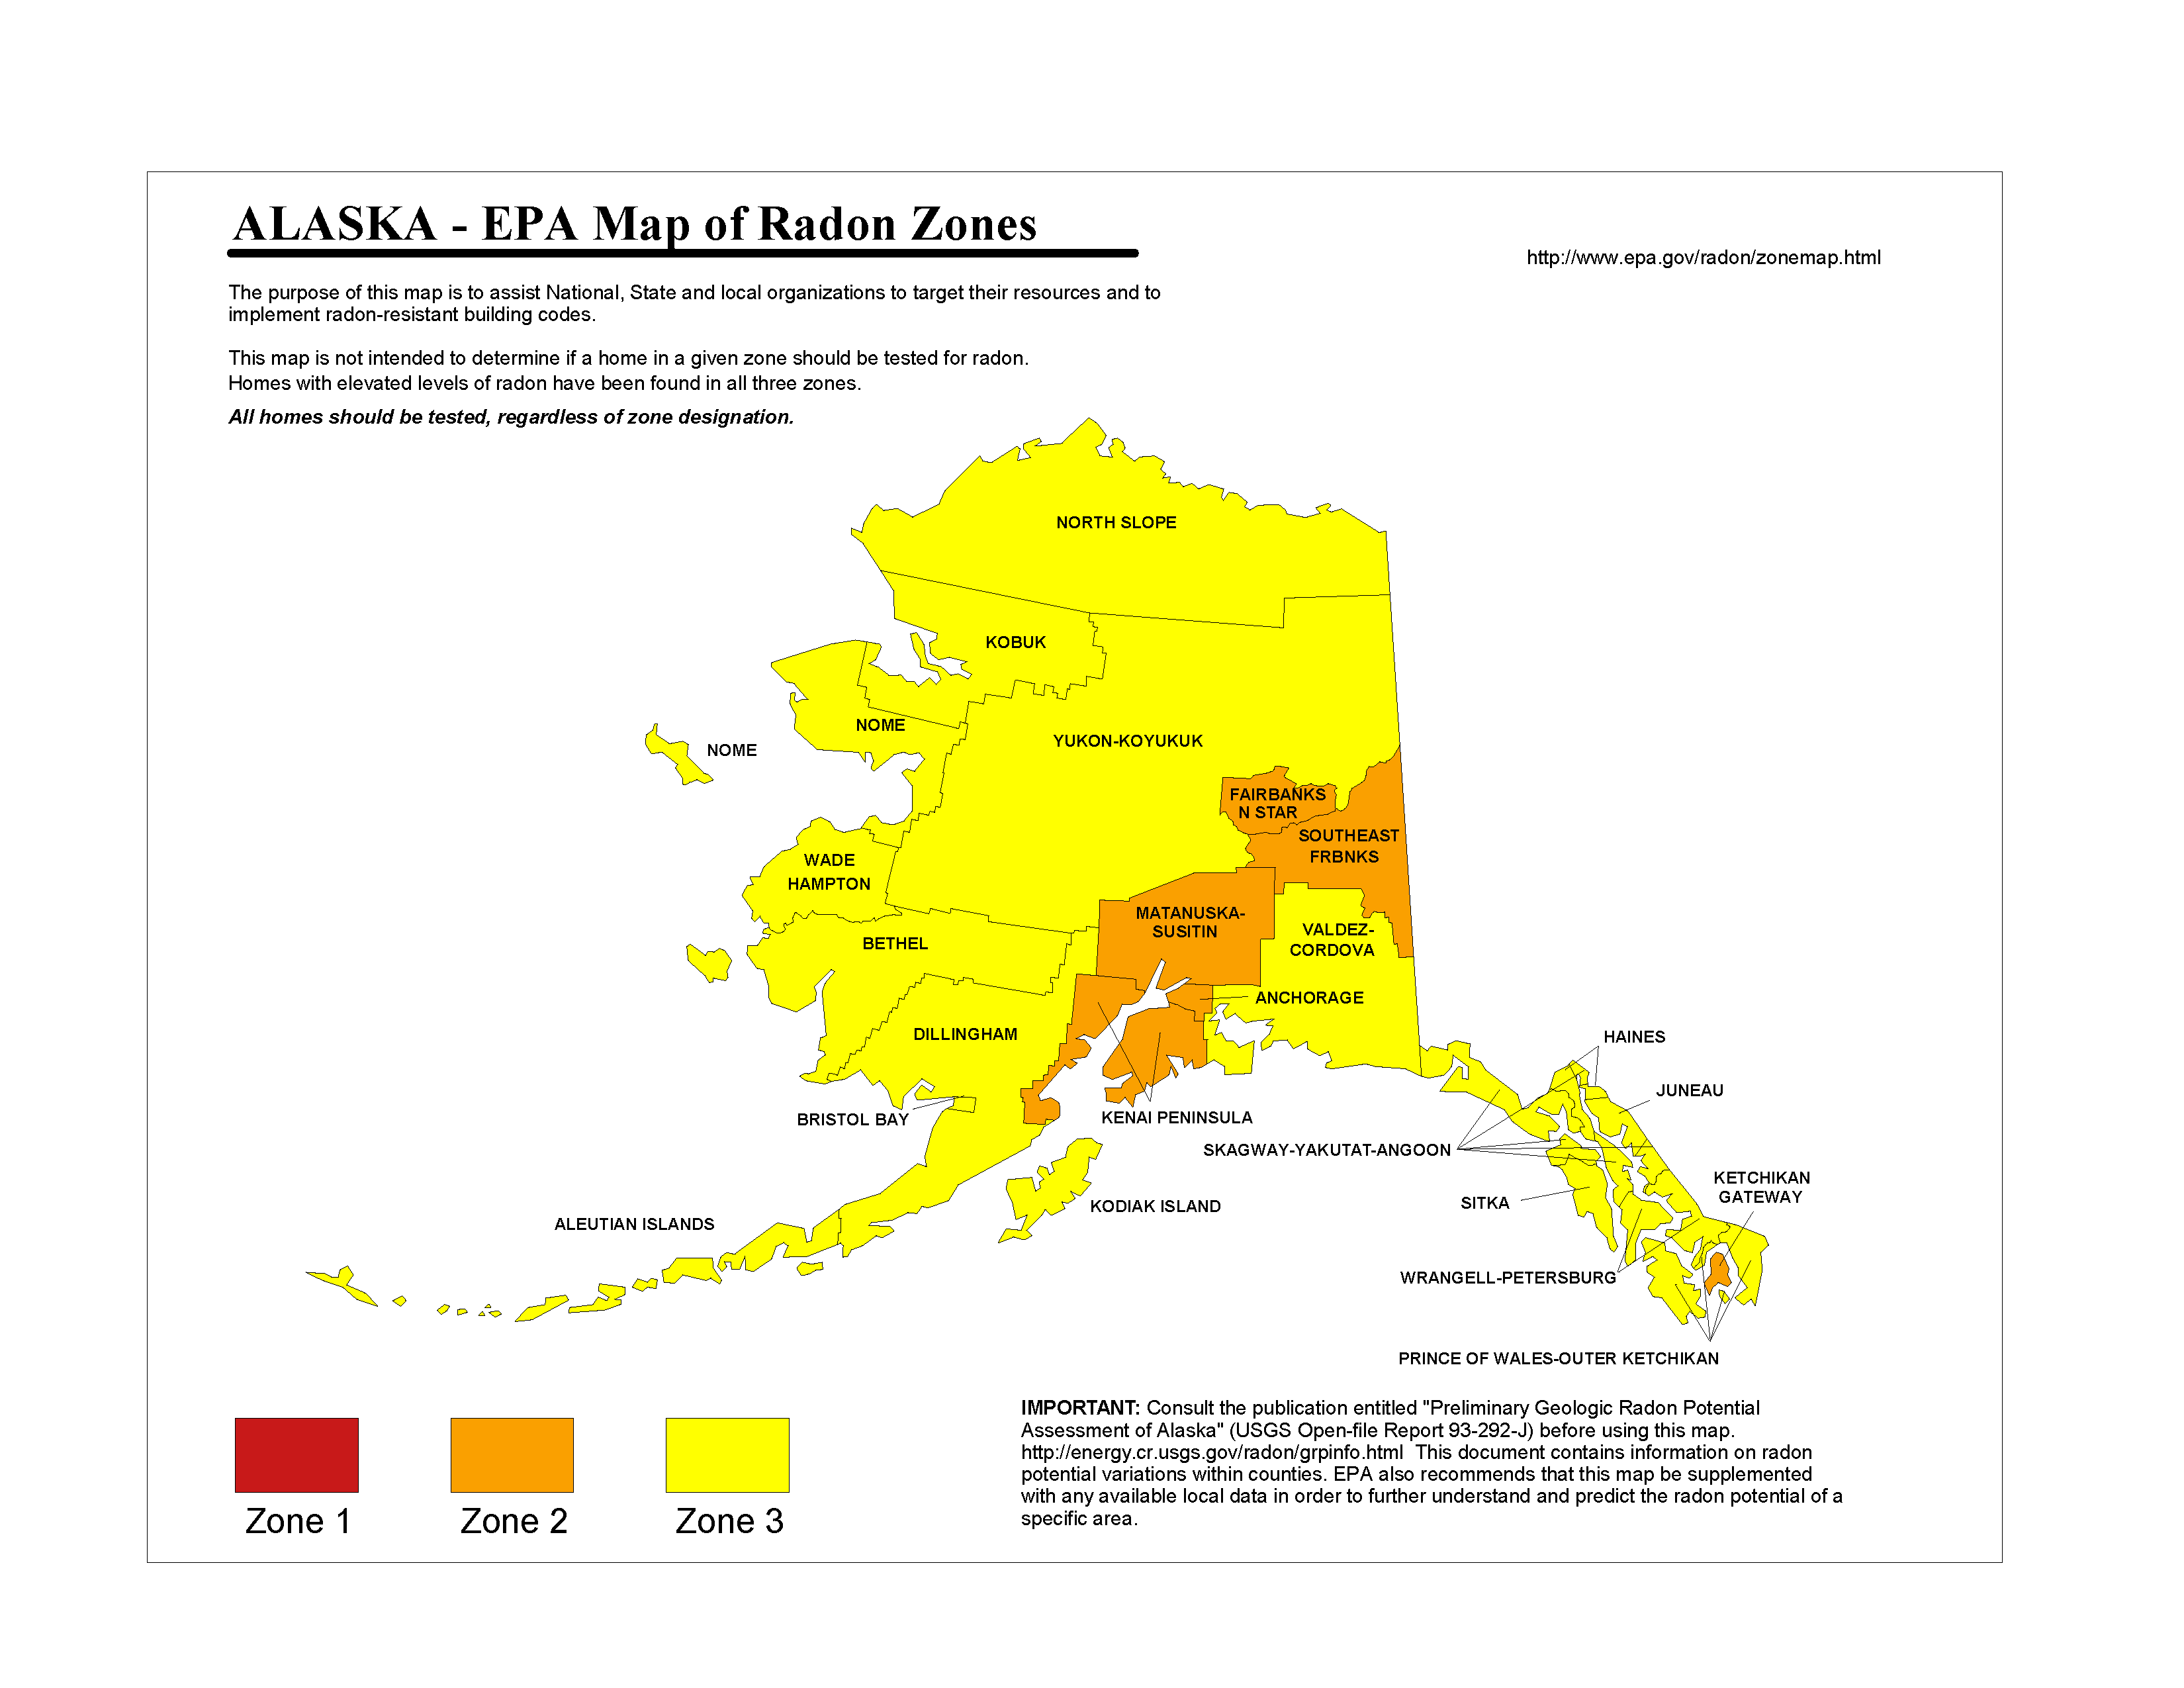 ALASKA - EPA Map of Radon Zones
http://www.epa.gov/radon/zonemap.html
The purpose of this map is to assist National, State and local organizations to target their resources and to
implement radon-resistant building codes.
This map is not intended to determine if a home in a given zone should be tested for radon.
Homes with elevated levels of radon have been found in all three zones.
All homes should be tested, regardless of zone designation.
NORTH SLOPE
KOBUK
NOME
NOME
YUKON-KOYUKUK
FAIRBANKS
N STAR
SOUTHEAST
FRBNKS
WADE
HAMPTON
MATANUSKA-
SUSITIN
VALDEZ-
CORDOVA
BETHEL
ANCHORAGE
DILLINGHAM
HAINES
JUNEAU
BRISTOL BAY
KENAI PENINSULA
SKAGWAY-YAKUTAT-ANGOON
KETCHIKAN
GATEWAY
SITKA
KODIAK ISLAND
ALEUTIAN ISLANDS
WRANGELL-PETERSBURG
PRINCE OF WALES-OUTER KETCHIKAN
IMPORTANT: Consult the publication entitled "Preliminary Geologic Radon Potential
Assessment of Alaska" (USGS Open-file Report 93-292-J) before using this map.
http://energy.cr.usgs.gov/radon/grpinfo.html  This document contains information on radon
potential variations within counties. EPA also recommends that this map be supplemented
with any available local data in order to further understand and predict the radon potential of a
specific area.
Zone 1
Zone 2
Zone 3